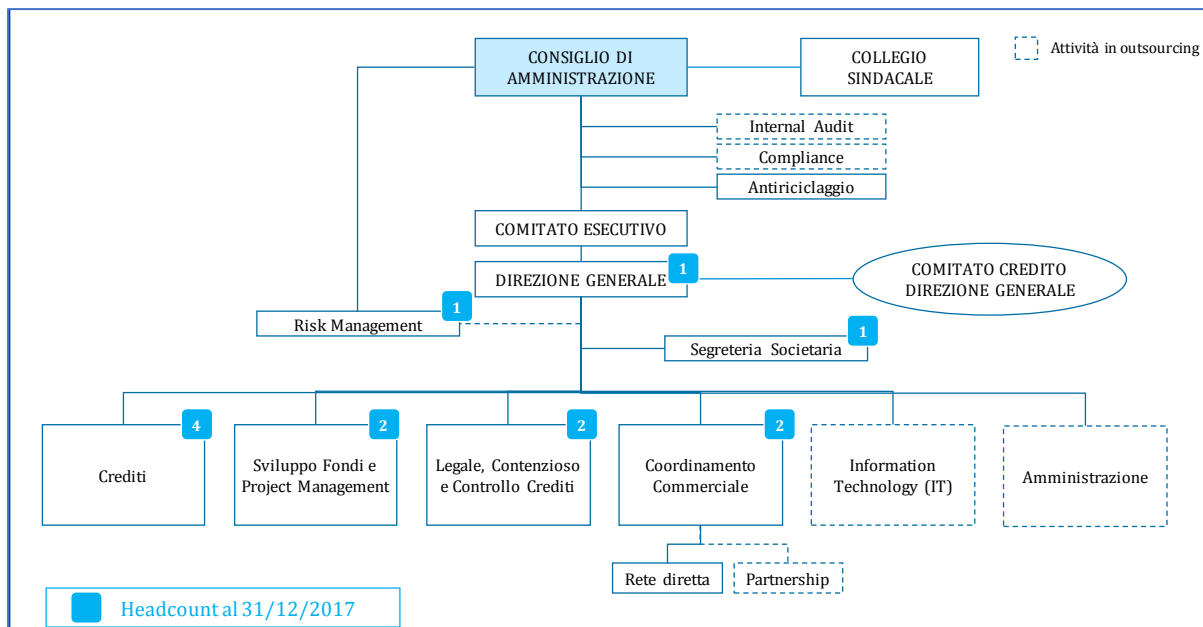 CONSIGLIO DI
AMMINISTRAZIONE
COLLEGIO
SINDACALE
Attività in outsourcing
Internal Audit
Compliance
Antiriciclaggio
COMITATO ESECUTIVO
DIREZIONE GENERALE
1
COMITATO CREDITO
DIREZIONE GENERALE
Risk Management
1
Segreteria Societaria
1
Crediti
4
Sviluppo Fondi e
Project Management
2
Legale, Contenzioso
e Controllo Crediti
2
Coordinamento
Commerciale
2
Information
Technology (IT)
Amministrazione
Rete diretta
Partnership
Headcount al 31/12/2017